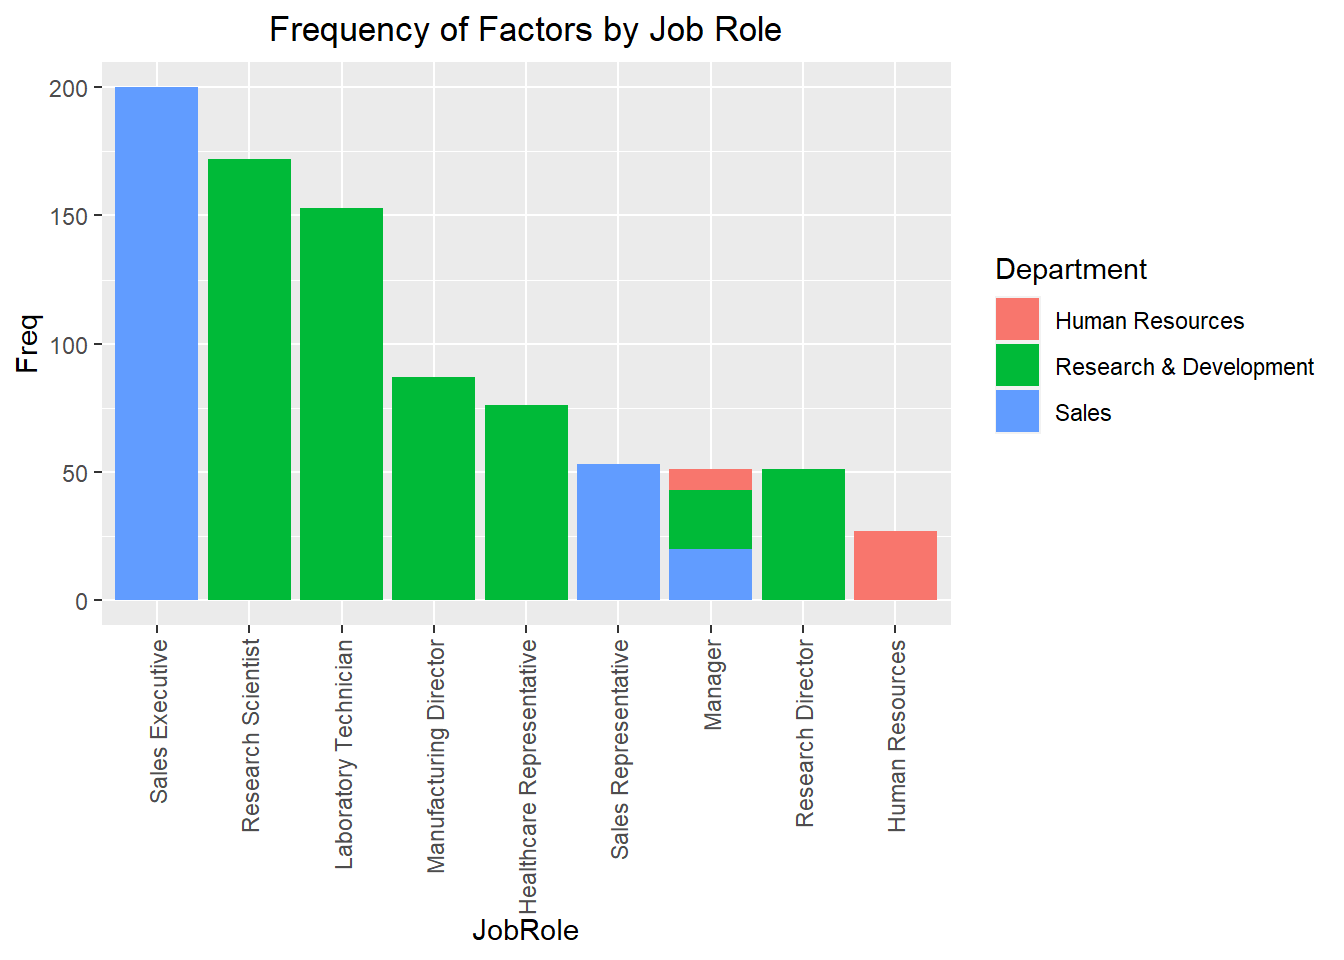 Frequency of Factors by Job Role
200
150
100
50
0
Freq
Sales Executive
Research Scientist
Laboratory Technician
Manufacturing Director
Healthcare Representative
Sales Representative
Manager
Research Director
Human Resources
JobRole
Department
Human Resources
Research & Development
Sales